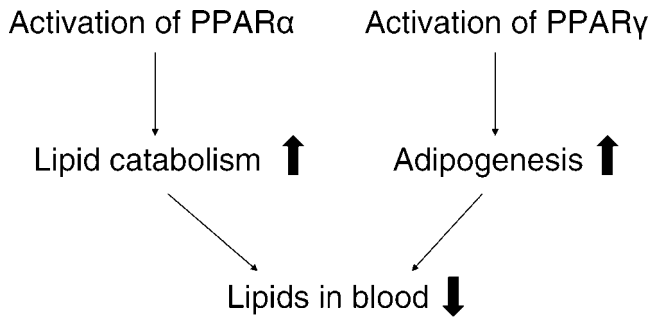 Activation of PPARα
Activation of PPARγ
Lipid catabolism
Adipogenesis
Lipids in blood